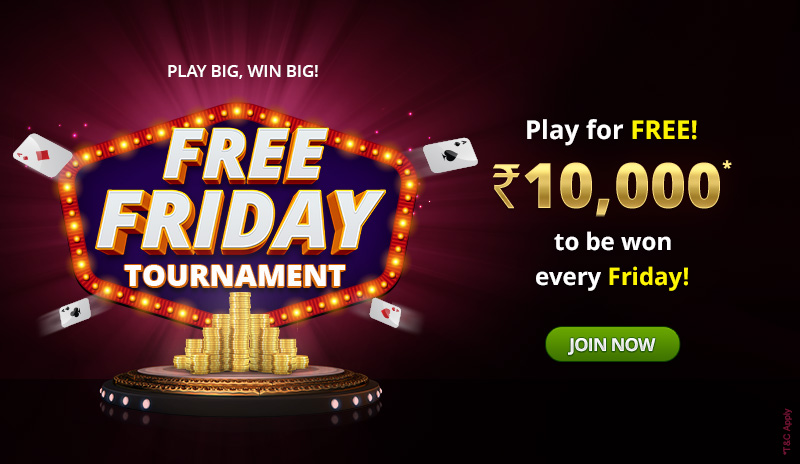 PLAY BIG, WIN BIG!
FREE
FRIDAY
TOURNAMENT
Play for FREE!
₹10,000*
to be won
every Friday!
JOIN NOW
*T&C Apply